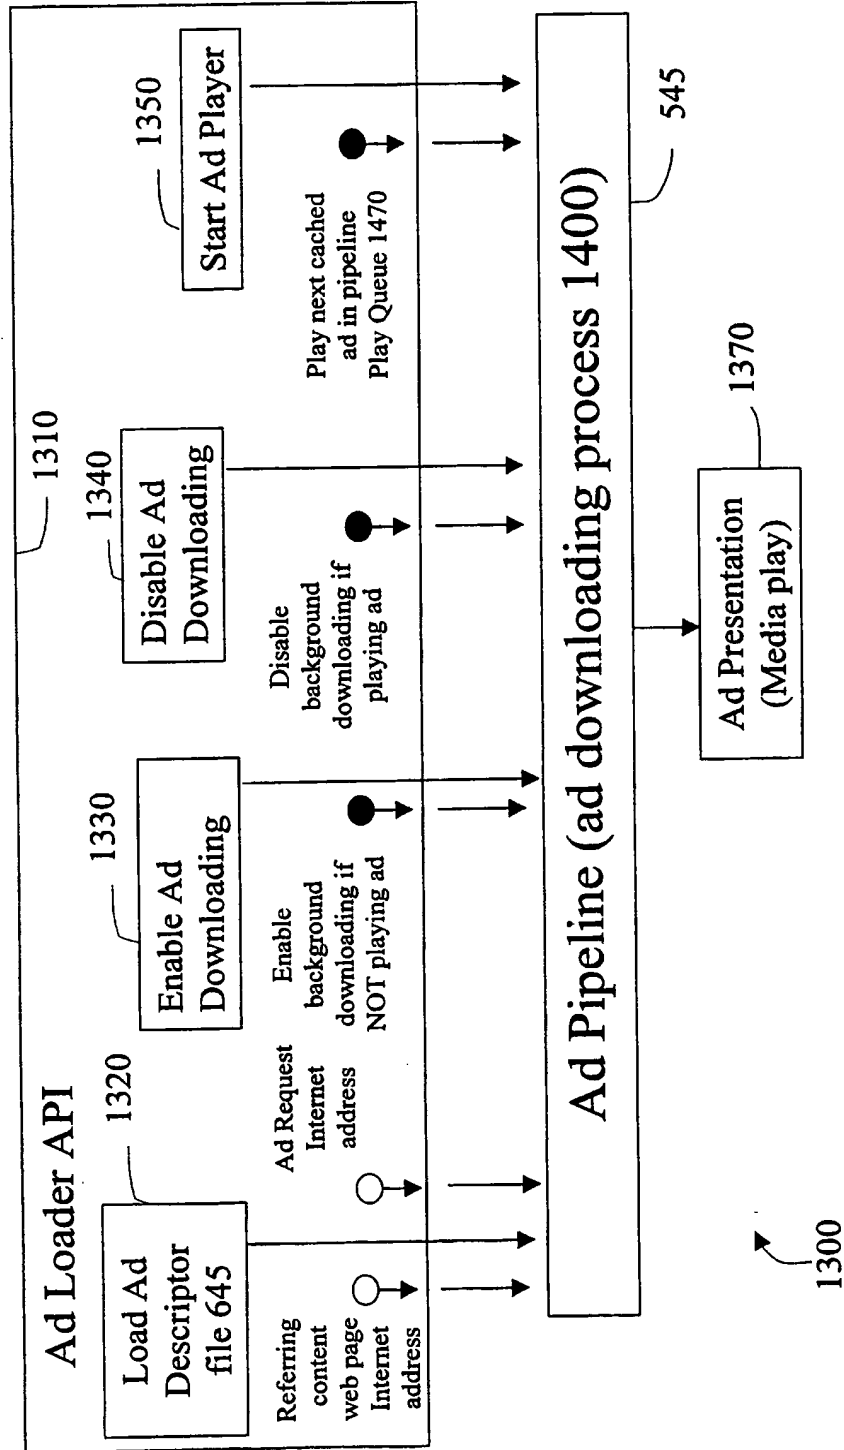 Ad Loader API
1310
1320
Load Ad
Descriptor
file 645
1330
Enable Ad
Downloading
1340
Disable Ad
Downloading
1350
Start Ad Player
Referring
content
web page
Internet
address
Ad Request
Internet
address
Enable
background
downloading if
NOT playing ad
Disable
background
downloading if
playing ad
Play next cached
ad in pipeline
Play Queue 1470
Ad Pipeline (ad downloading process 1400)
545
Ad Presentation
(Media play)
1370
1300